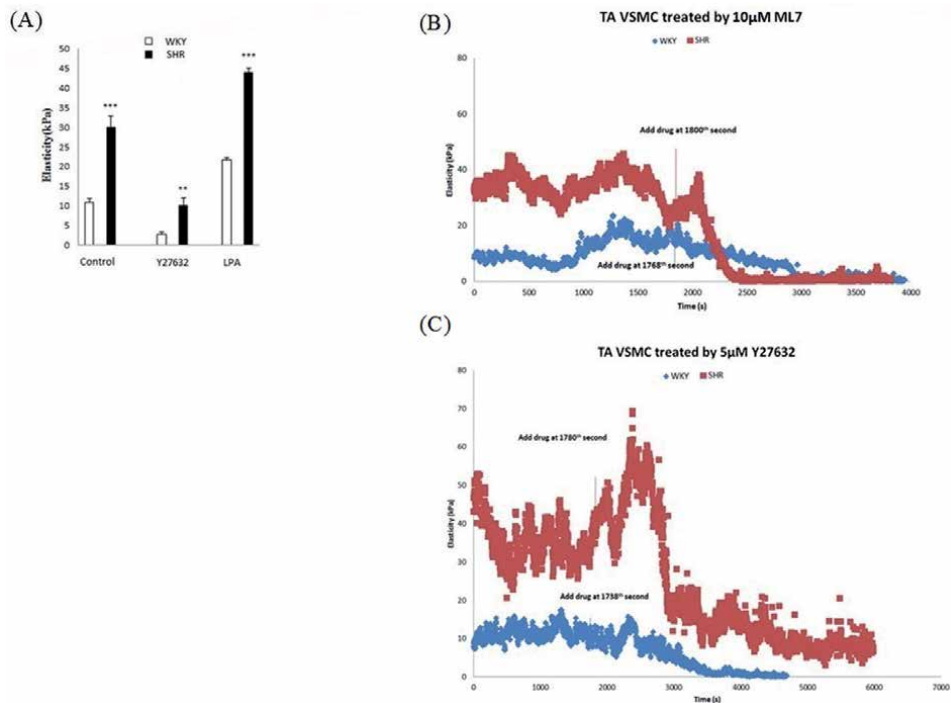 (A)
WKY
SHR
50
45
40
35
30
25
20
15
10
5
0
Elasticity(kPa)
***
**
***
Control
Y27632
LPA
(B)
TA VSMC treated by 10μM ML7
WKY SHR
80
60
40
20
0
Elasticity (kPa)
Add drug at 1800th second
Add drug at 1768th second
0 500 1000 1500 2000 2500 3000 3500 4000
Time (s)
(C)
TA VSMC treated by 5μM Y27632
WKY SHR
80
70
60
50
40
30
20
10
0
Elasticity (kPa)
Add drug at 1780th second
Add drug at 1738th second
0 1000 2000 3000 4000 5000 6000 7000
Time (s)